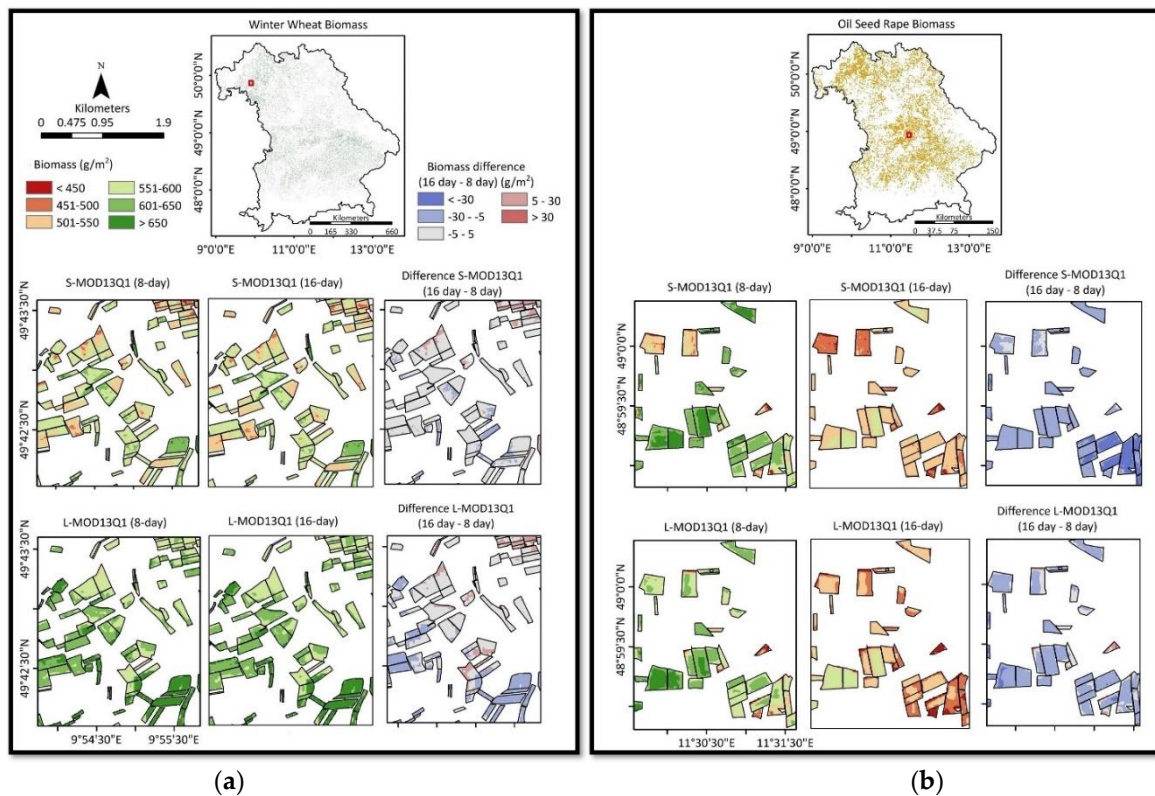 Winter Wheat Biomass
50°0'0"N
49°0'0"N
48°0'0"N
Kilometers
0 0.475 0.95 1.9
Biomass (g/m²)
< 450
451-500
501-550
551-600
601-650
> 650
Kilometers
0 165 330 660
9°0'0"E 11°0'0"E 13°0'0"E
Biomass difference
(16 day - 8 day) (g/m²)
< -30
-30 - -5
-5 - 5
5 - 30
> 30
S-MOD13Q1 (8-day)
S-MOD13Q1 (16-day)
Difference S-MOD13Q1
(16 day - 8 day)
49°43'30"N
49°42'30"N
L-MOD13Q1 (8-day)
L-MOD13Q1 (16-day)
Difference L-MOD13Q1
(16 day - 8 day)
49°43'30"N
49°42'30"N
9°54'30"E 9°55'30"E
(a)
Oil Seed Rape Biomass
50°0'0"N
49°0'0"N
48°0'0"N
Kilometers
0 37.5 75 150
9°0'0"E 11°0'0"E 13°0'0"E
S-MOD13Q1 (8-day)
S-MOD13Q1 (16-day)
Difference S-MOD13Q1
(16 day - 8 day)
49°0'0"N
48°59'30"N
L-MOD13Q1 (8-day)
L-MOD13Q1 (16-day)
Difference L-MOD13Q1
(16 day - 8 day)
49°0'0"N
48°59'30"N
11°30'30"E 11°31'30"E
(b)